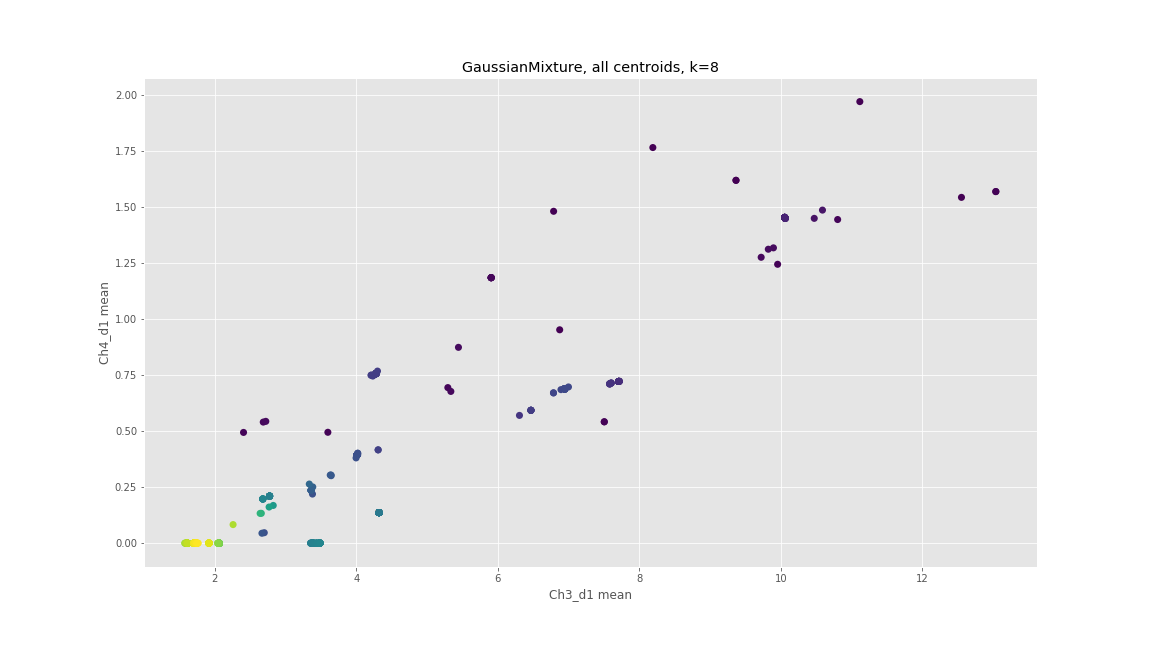 GaussianMixture, all centroids, k=8
2.00
1.75
1.50
1.25
1.00
0.75
0.50
0.25
0.00
Ch4_d1 mean
2 4 6 8 10 12
Ch3_d1 mean